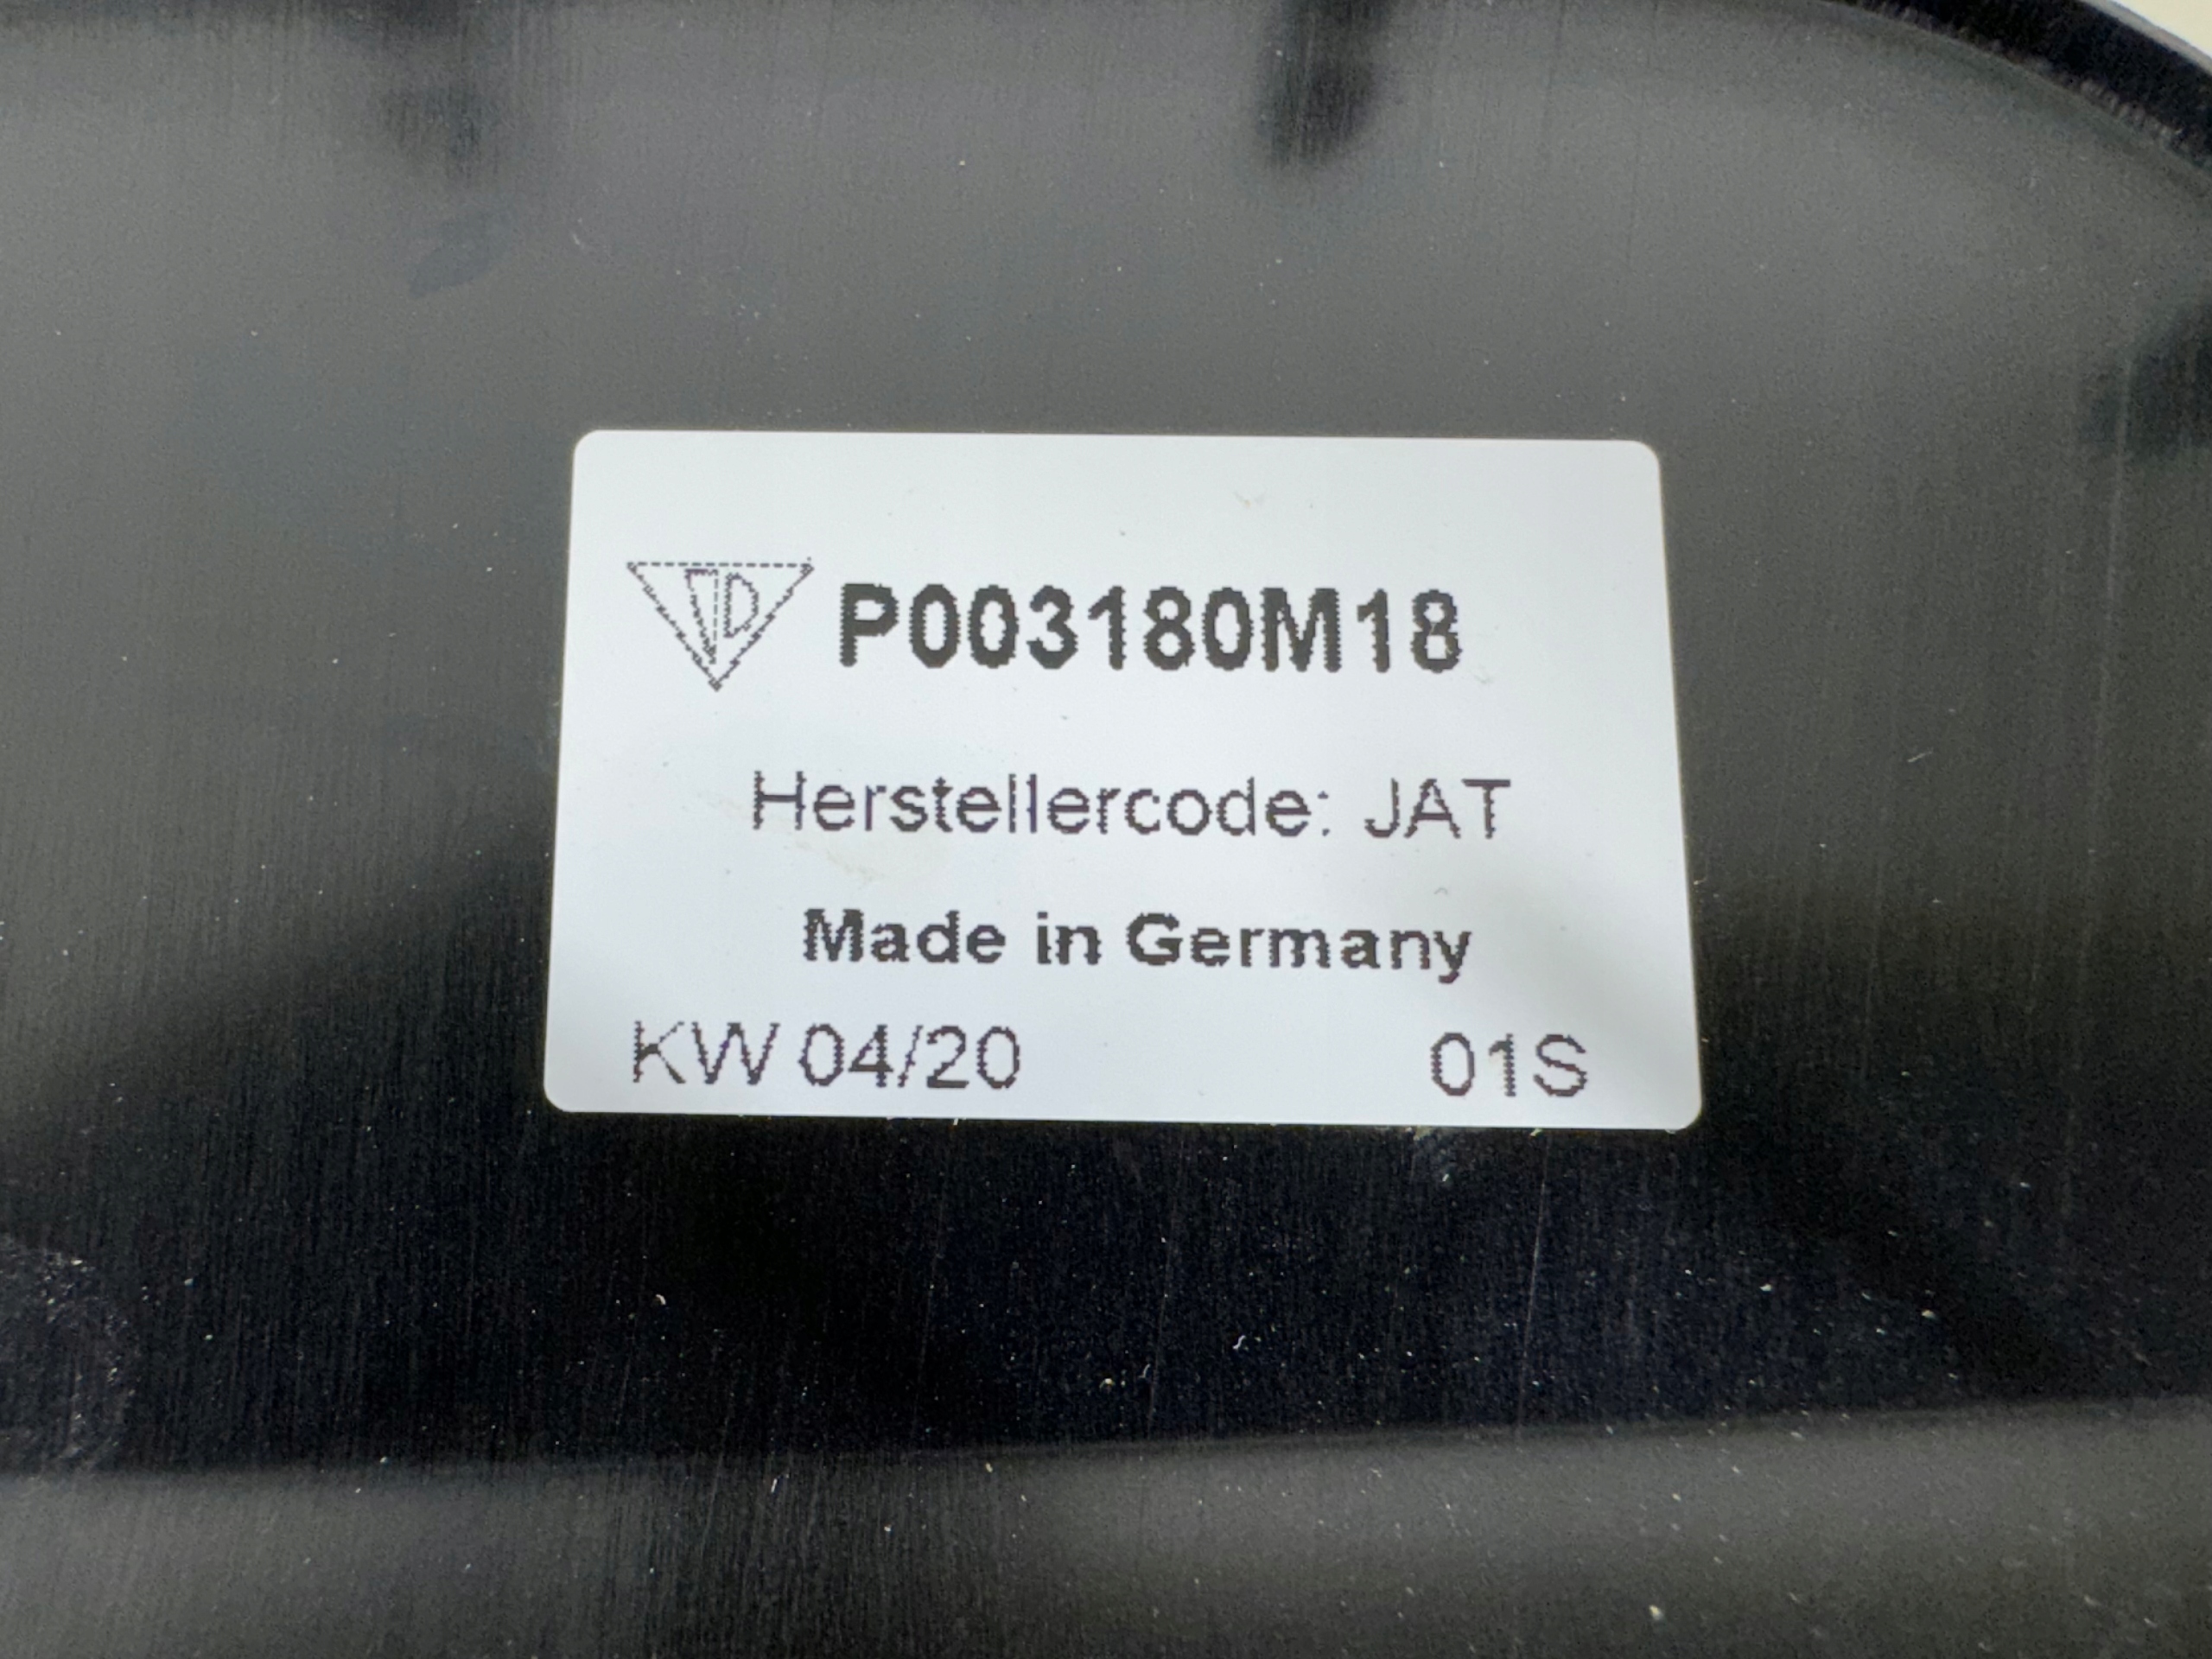 P003180M18
Herstellercode: JAT
Made in Germany
KW 04/20 01S